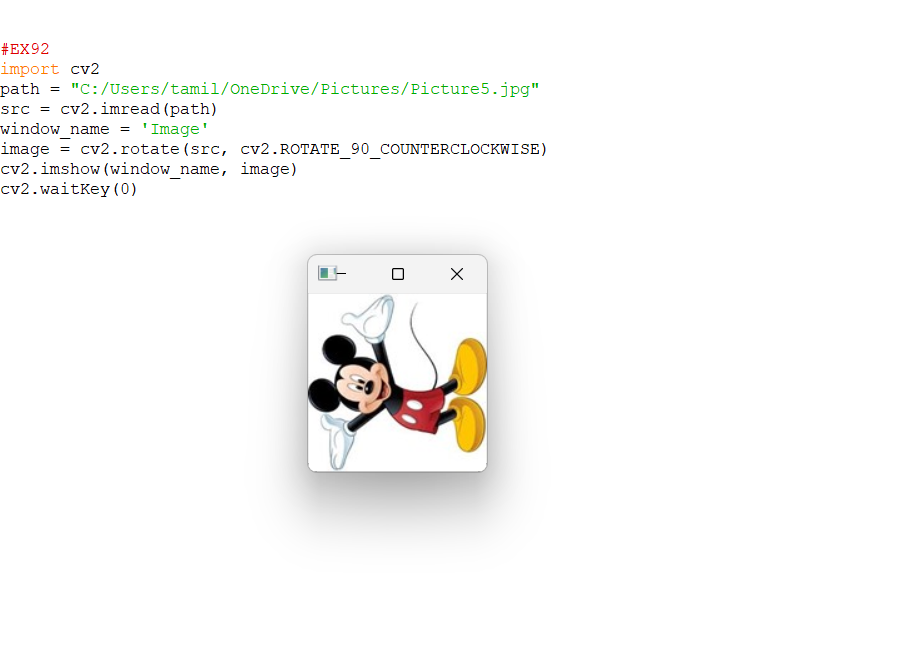 #EX92
import cv2
path = "C:/Users/tamil/OneDrive/Pictures/Picture5.jpg"
src = cv2.imread(path)
window_name = 'Image'
image = cv2.rotate(src, cv2.ROTATE_90_COUNTERCLOCKWISE)
cv2.imshow(window_name, image)
cv2.waitKey(0)